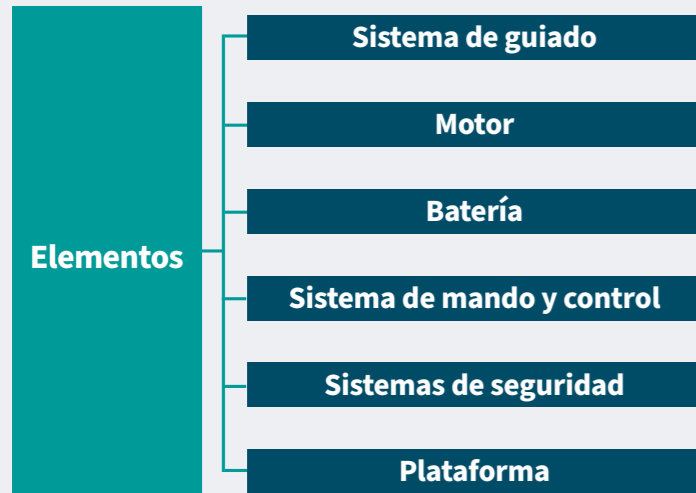 Elementos
Sistema de guiado
Motor
Batería
Sistema de mando y control
Sistemas de seguridad
Plataforma